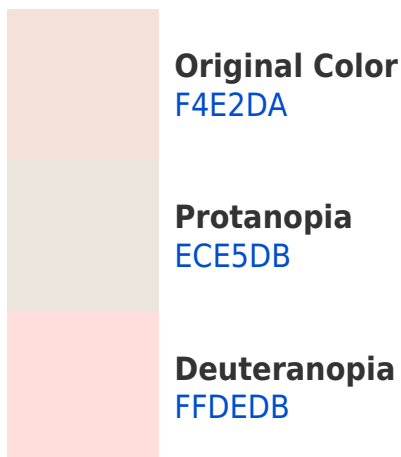 Original Color
F4E2DA
Protanopia
ECE5DB
Deuteranopia
FFDEDB